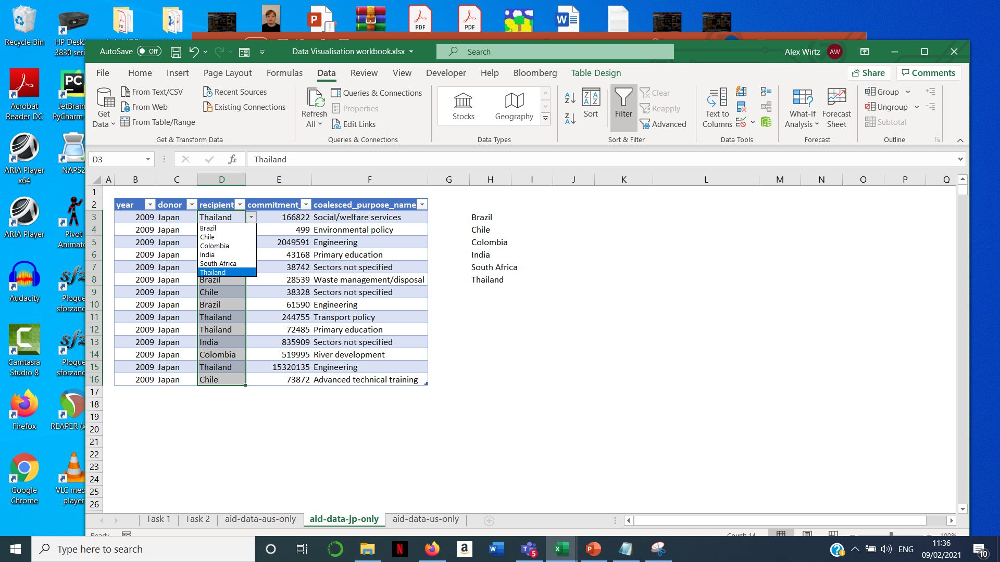 Recycle Bin
HP Desk
3830 seri
PDF
PDF
AutoSave Off
Data Visualisation workbook.xlsx
Search
Alex Wirtz AW
File Home Insert Page Layout Formulas Data Review View Developer Help Bloomberg Table Design
Share Comments
Get Data
From Text/CSV
From Web
From Table/Range
Recent Sources
Existing Connections
Get & Transform Data
Refresh All
Queries & Connections
Properties
Edit Links
Queries & Connections
Stocks
Geography
Data Types
Sort
Filter
Clear
Reapply
Advanced
Sort & Filter
Text to Columns
Data Tools
What-If Analysis
Forecast Sheet
Forecast
Group
Ungroup
Subtotal
Outline
D3
fx
Thailand
A B C D E F G H I J K L M N O P Q
1
2 year donor recipient commitment_ coalesced_purpose_name
3 2009 Japan Thailand 166822 Social/welfare services Brazil
4 2009 Japan 499 Environmental policy Chile
5 2009 Japan 2049591 Engineering Colombia
6 2009 Japan 43168 Primary education India
7 2009 Japan 38742 Sectors not specified South Africa
8 2009 Japan Brazil 28539 Waste management/disposal Thailand
9 2009 Japan Chile 38328 Sectors not specified
10 2009 Japan Brazil 61590 Engineering
11 2009 Japan Thailand 244755 Transport policy
12 2009 Japan Thailand 72485 Primary education
13 2009 Japan India 835909 Sectors not specified
14 2009 Japan Colombia 519995 River development
15 2009 Japan Thailand 15320135 Engineering
16 2009 Japan Chile 73872 Advanced technical training
17
18
19
20
21
22
23
24
25
26
Brazil
Chile
Colombia
India
South Africa
Thailand
Task 1 Task 2 aid-data-aus-only aid-data-jp-only aid-data-us-only
Ready
Count: 14
100%
Acrobat
Reader DC
PC
JetBrain
PyCharm
ARIA Player
x64
NAPS2
ARIA Player
Pivot
Animato
Audacity
sfz
Plogue
sforzand
Camtasia
Studio 8
sfz
Plogue
sforzand
Firefox
REAPER (x
Google
Chrome
VLC med
player
Type here to search
ENG
11:36
09/02/2021
10